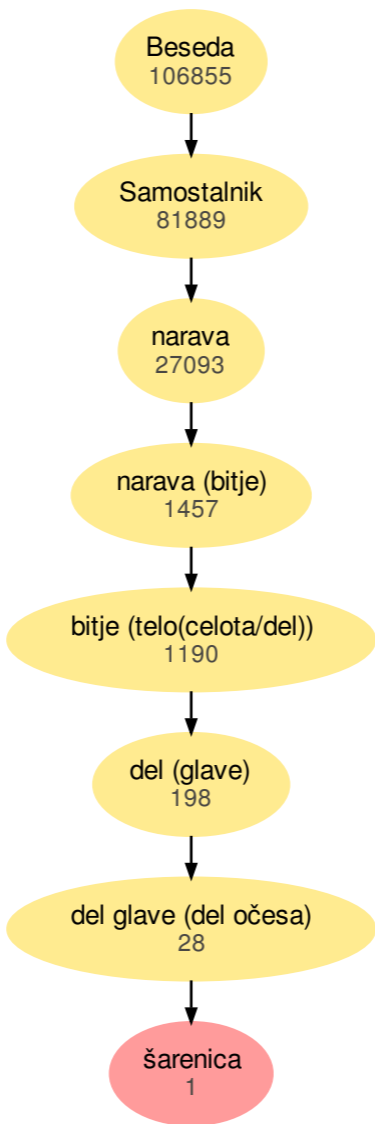 Beseda
106855
Samostalnik
81889
narava
27093
narava (bitje)
1457
bitje (telo(celota/del))
1190
del (glave)
198
del glave (del očesa)
28
šarenica
1